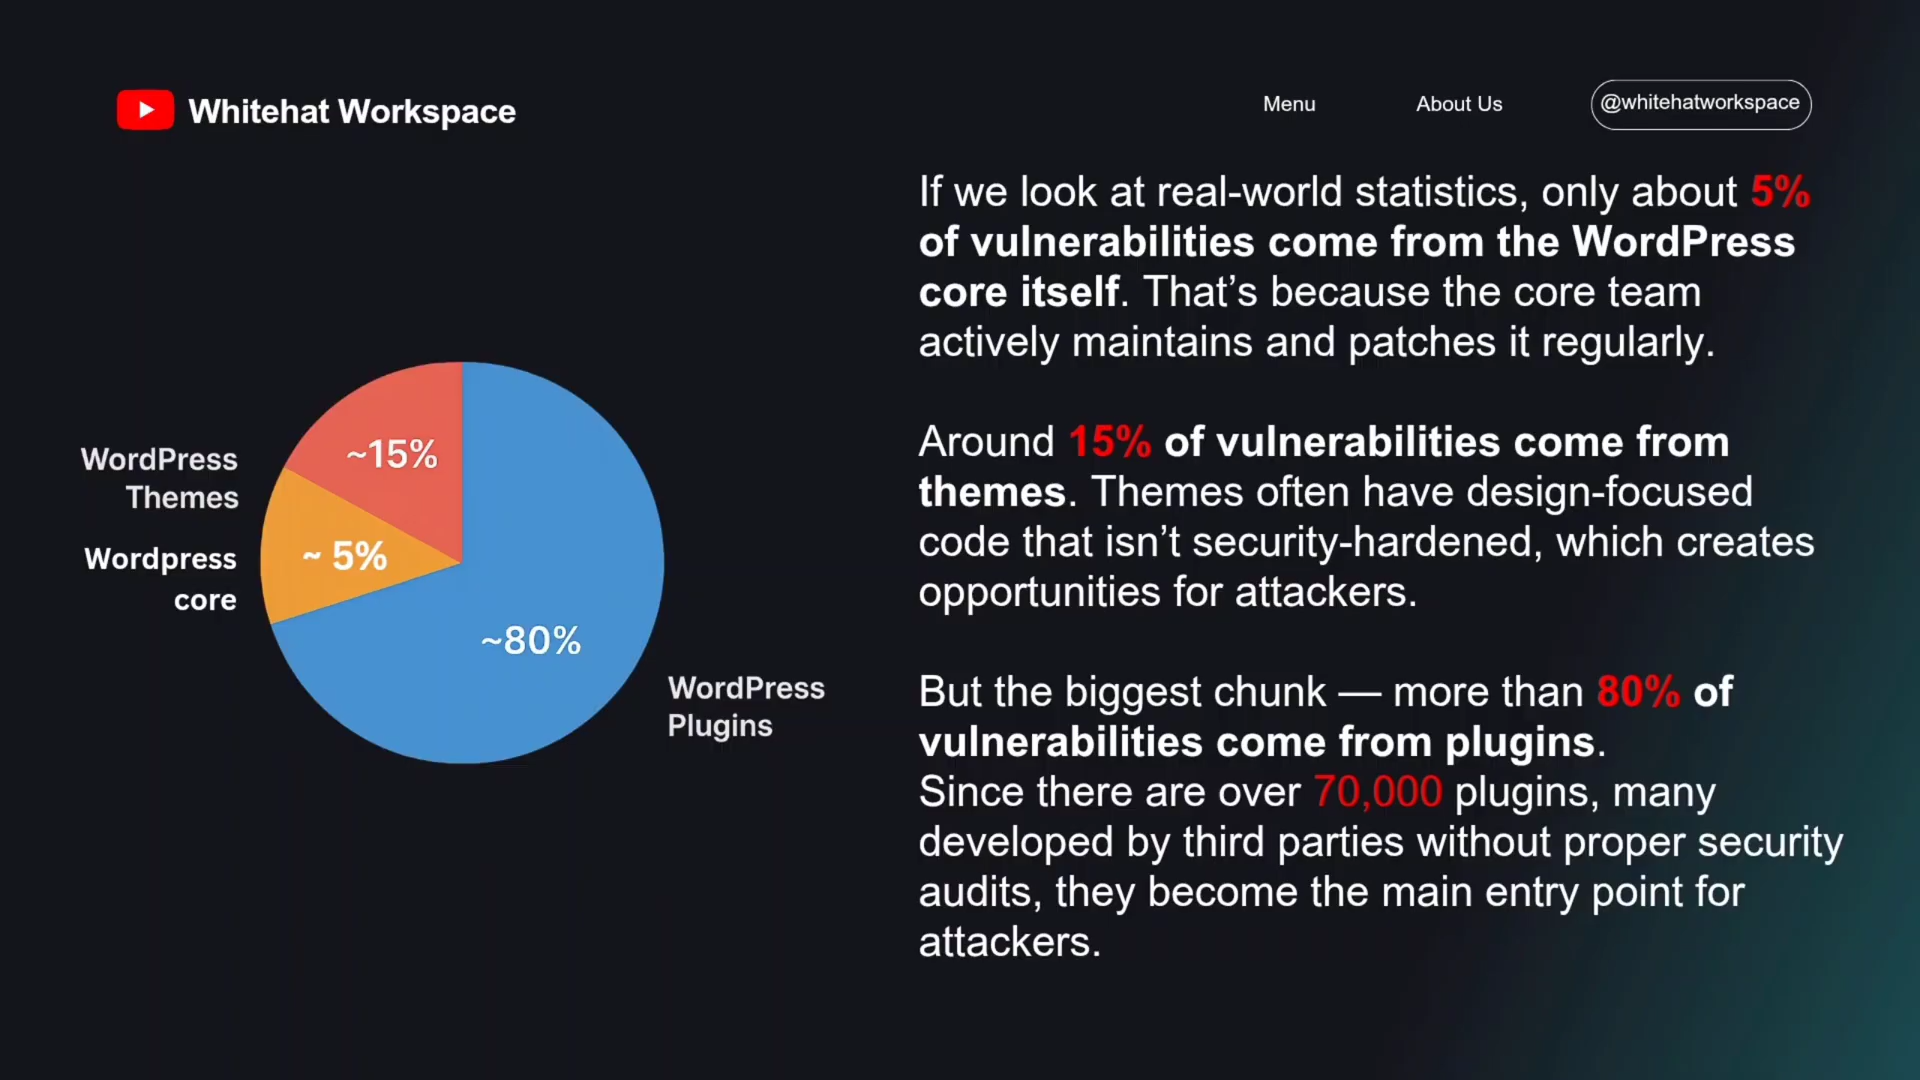 Whitehat Workspace
Menu
About Us
@whitehatworkspace
WordPress
Themes
Wordpress
core
~15%
~ 5%
~80%
WordPress
Plugins
If we look at real-world statistics, only about 5%
of vulnerabilities come from the WordPress
core itself. That’s because the core team
actively maintains and patches it regularly.
Around 15% of vulnerabilities come from
themes. Themes often have design-focused
code that isn’t security-hardened, which creates
opportunities for attackers.
But the biggest chunk — more than 80% of
vulnerabilities come from plugins.
Since there are over 70,000 plugins, many
developed by third parties without proper security
audits, they become the main entry point for
attackers.